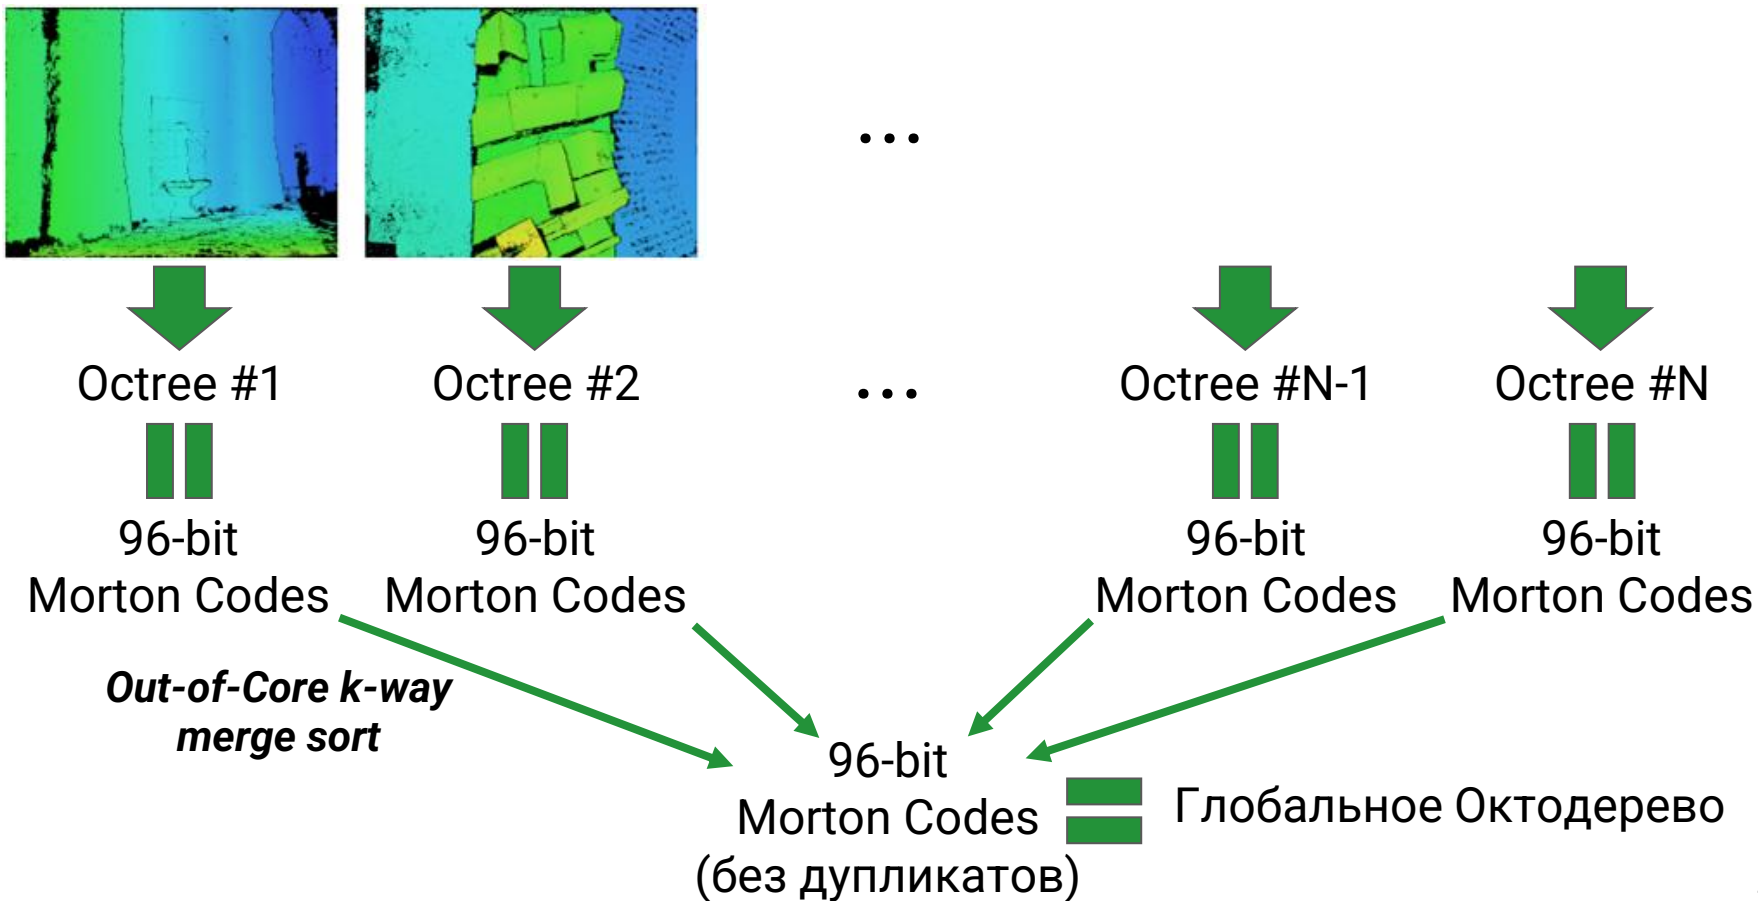 ...
Octree #1
Octree #2
...
Octree #N-1
Octree #N
96-bit
Morton Codes
96-bit
Morton Codes
96-bit
Morton Codes
96-bit
Morton Codes
Out-of-Core k-way
merge sort
96-bit
Morton Codes
(без дупликатов)
Глобальное Октодерево